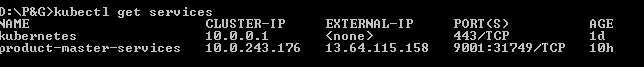 D:\P&G>kubectl get services
NAME CLUSTER-IP EXTERNAL-IP PORT(S) AGE
kubernetes 10.0.0.1 <none> 443/TCP 1d
product-master-services 10.0.243.176 13.64.115.158 9001:31749/TCP 10h